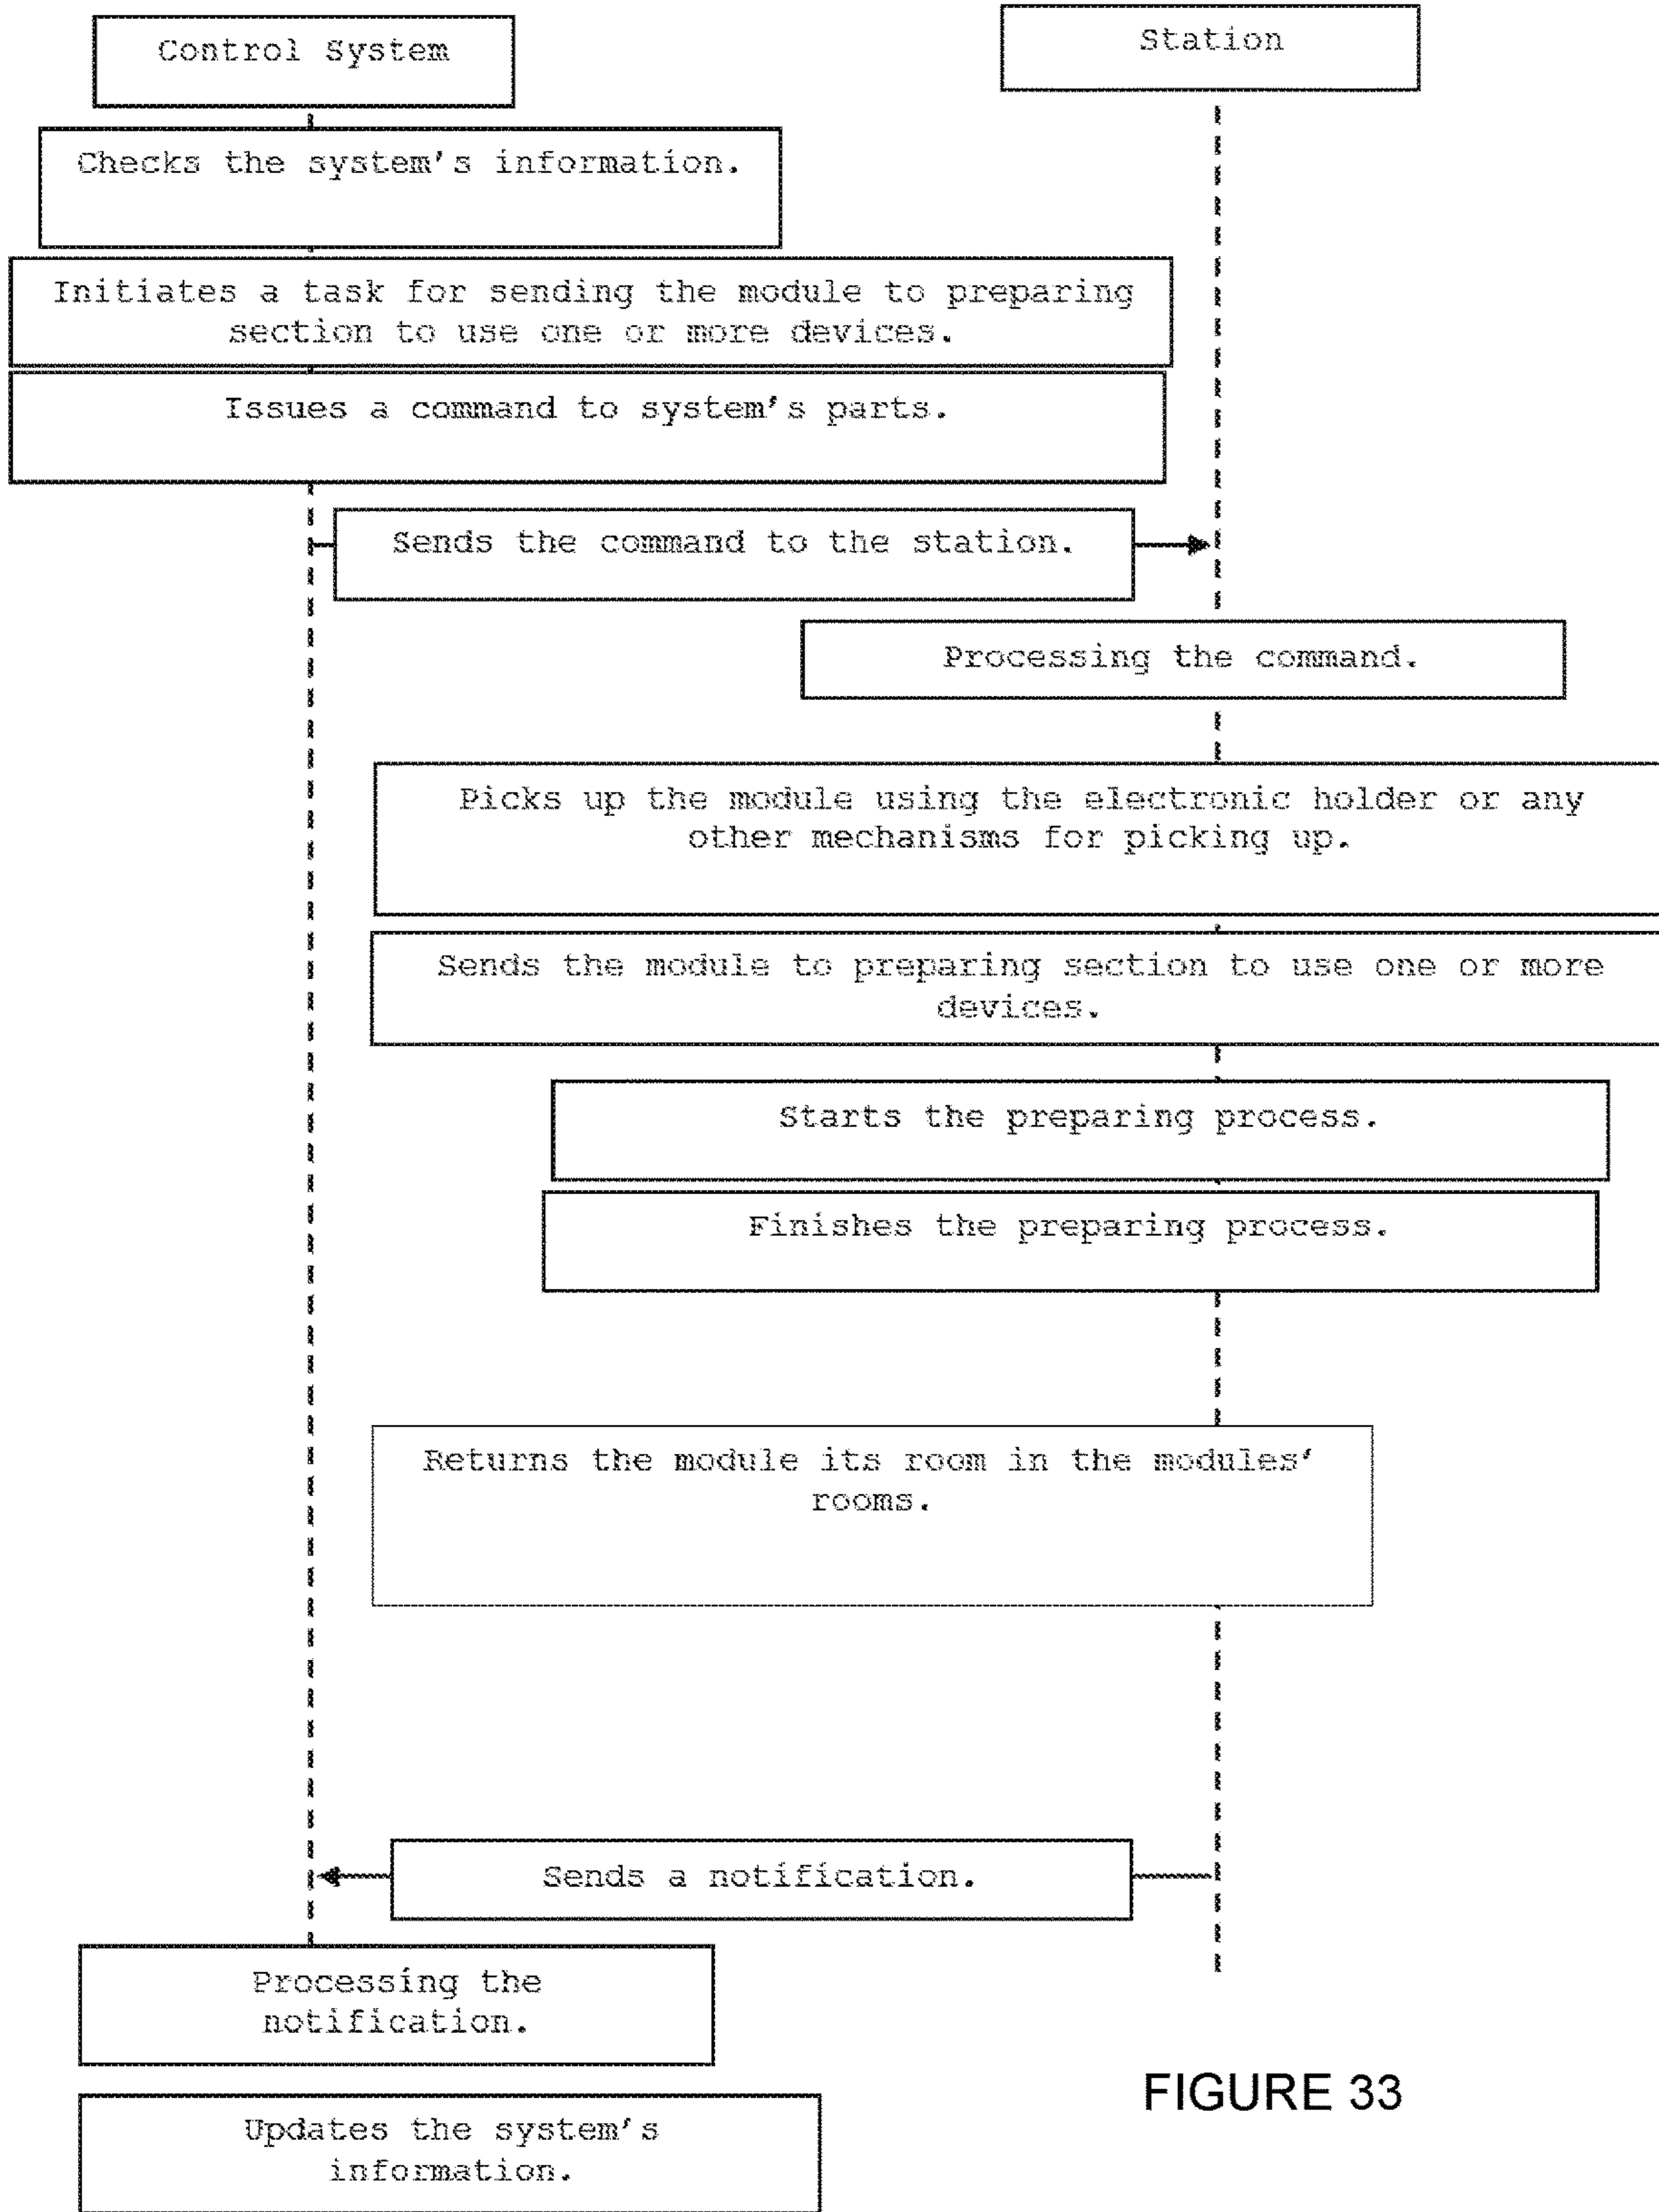 Control System
Station
Checks the system's information.
Initiates a task for sending the module to preparing
section to use one or more devices.
Issues a command to system's parts.
Sends the command to the station.
Processing the command.
Picks up the module using the electronic holder or any
other mechanisms for picking up.
Sends the module to preparing section to use one or more
devices.
Starts the preparing process.
Finishes the preparing process.
Returns the module its room in the modules'
rooms.
Sends a notification.
Processing the
notification.
Updates the system's
information.
FIGURE 33